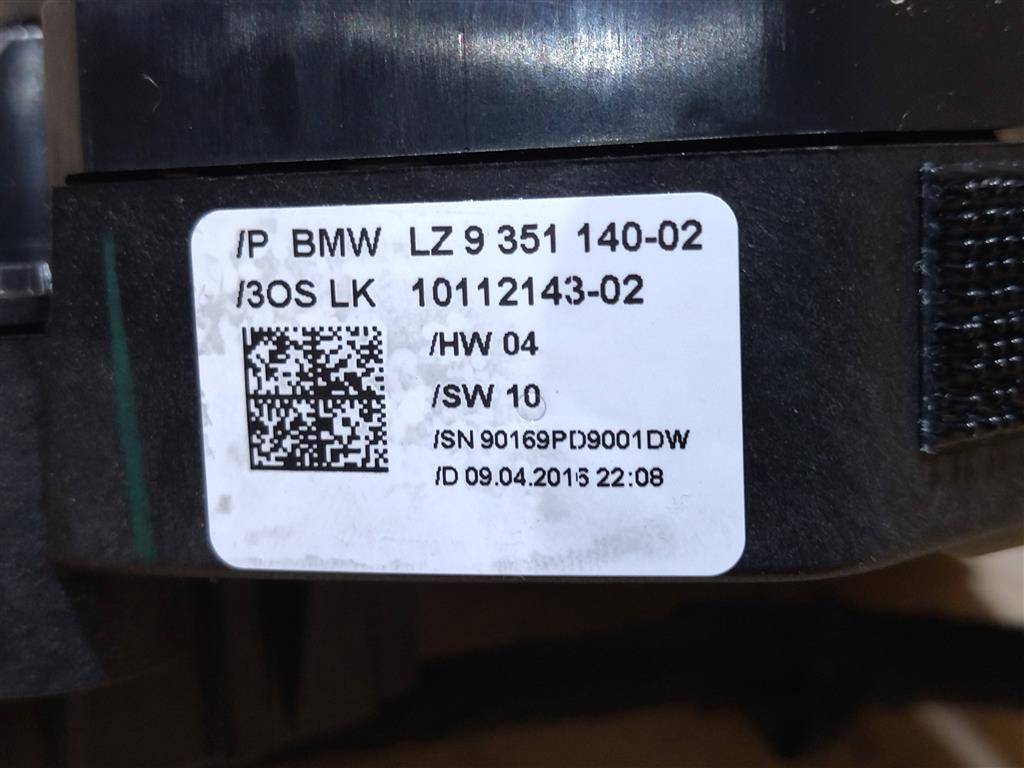 /P BMW LZ 9 351 140-02
/3OS LK 10112143-02
/HW 04
/SW 10
/SN 90169PD9001DW
/D 09.04.2016 22:08